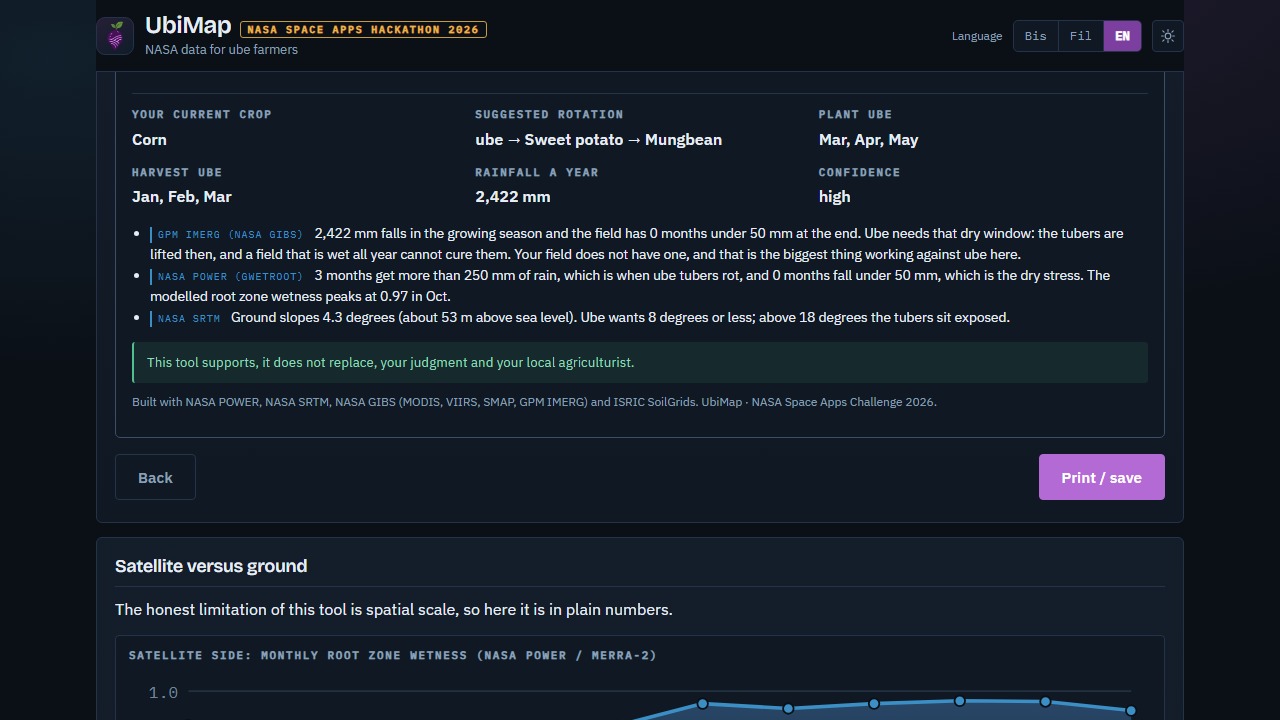 UbiMap NASA SPACE APPS HACKATHON 2026
NASA data for ube farmers
Language Bis Fil EN
YOUR CURRENT CROP
Corn
SUGGESTED ROTATION
ube → Sweet potato → Mungbean
PLANT UBE
Mar, Apr, May
HARVEST UBE
Jan, Feb, Mar
RAINFALL A YEAR
2,422 mm
CONFIDENCE
high
• GPM IMERG (NASA GIBS) 2,422 mm falls in the growing season and the field has 0 months under 50 mm at the end. Ube needs that dry window: the tubers are
lifted then, and a field that is wet all year cannot cure them. Your field does not have one, and that is the biggest thing working against ube here.
• NASA POWER (GWETROOT) 3 months get more than 250 mm of rain, which is when ube tubers rot, and 0 months fall under 50 mm, which is the dry stress. The
modelled root zone wetness peaks at 0.97 in Oct.
• NASA SRTM Ground slopes 4.3 degrees (about 53 m above sea level). Ube wants 8 degrees or less; above 18 degrees the tubers sit exposed.
This tool supports, it does not replace, your judgment and your local agriculturist.
Built with NASA POWER, NASA SRTM, NASA GIBS (MODIS, VIIRS, SMAP, GPM IMERG) and ISRIC SoilGrids. UbiMap · NASA Space Apps Challenge 2026.
Back
Print / save
Satellite versus ground
The honest limitation of this tool is spatial scale, so here it is in plain numbers.
SATELLITE SIDE: MONTHLY ROOT ZONE WETNESS (NASA POWER / MERRA-2)
1.0